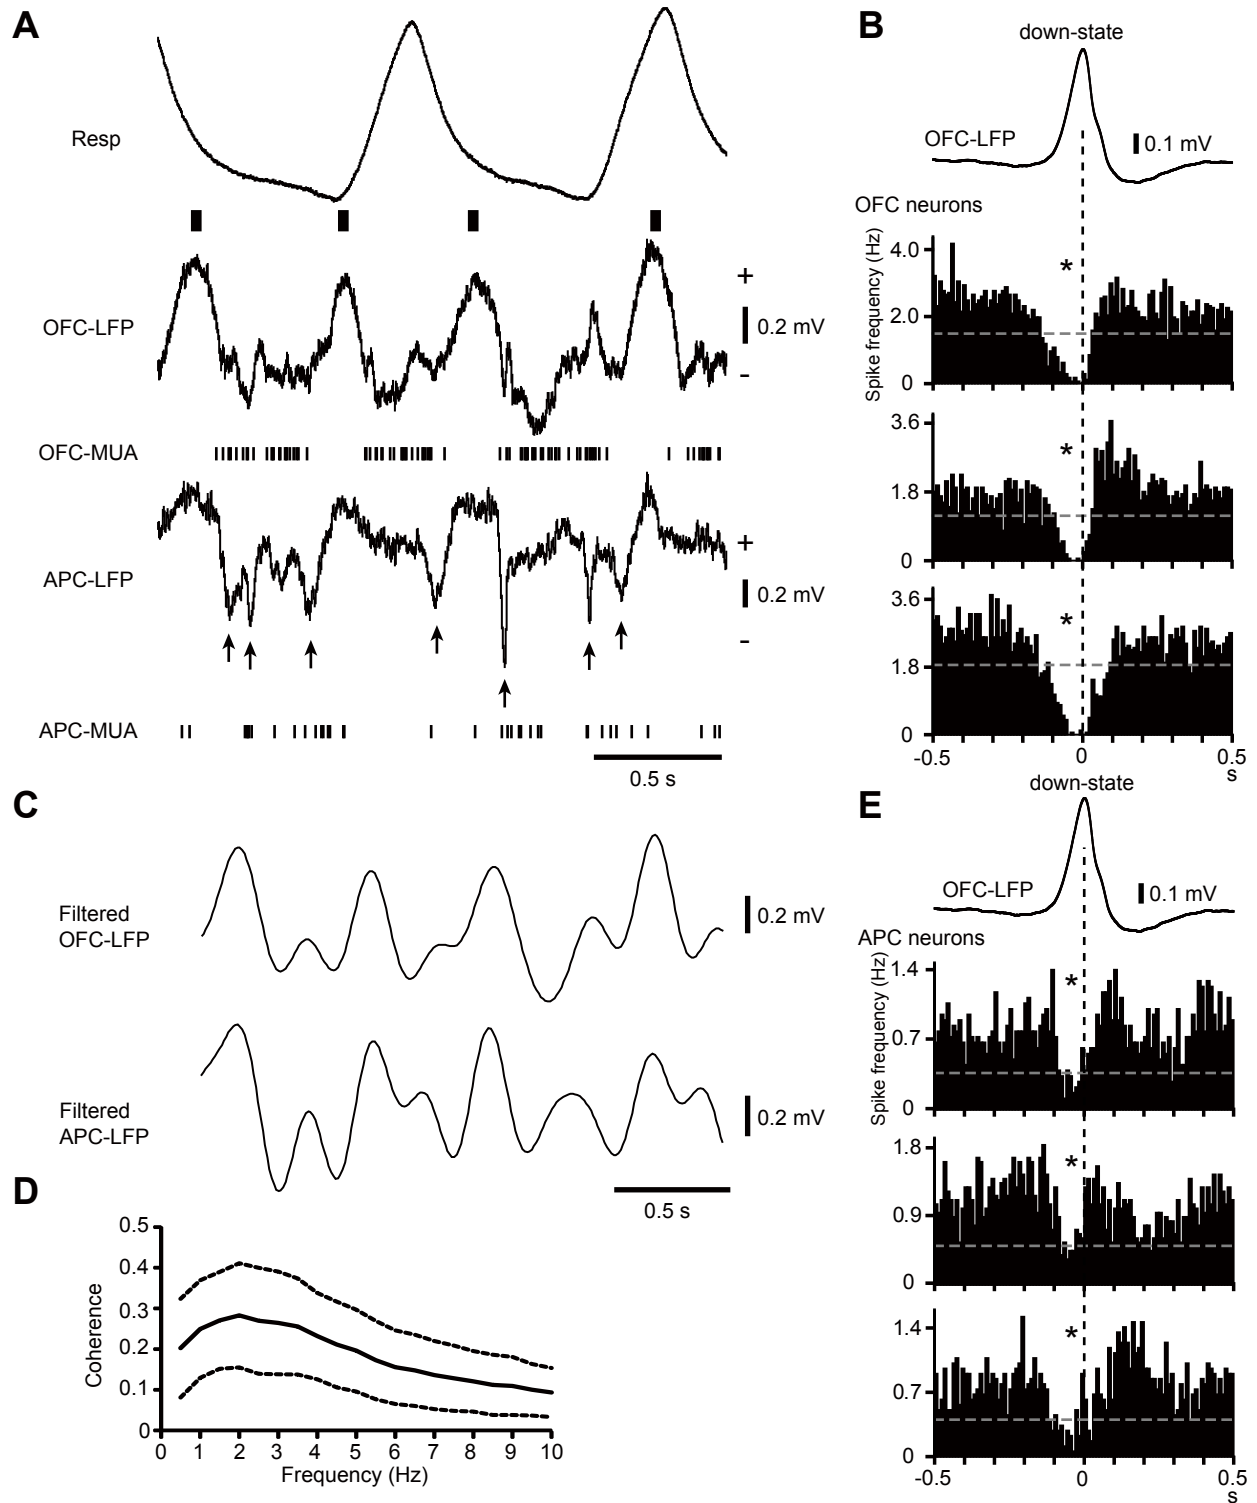 A
Resp
OFC-LFP
+
0.2 mV
-
OFC-MUA
APC-LFP
+
0.2 mV
-
APC-MUA
0.5 s
B
down-state
OFC-LFP
0.1 mV
OFC neurons
Spike frequency (Hz)
4.0
2.0
0
*
3.6
1.8
0
*
3.6
1.8
0
*
-0.5
0
0.5
s
C
Filtered
OFC-LFP
0.2 mV
Filtered
APC-LFP
0.2 mV
0.5 s
D
Coherence
0.5
0.4
0.3
0.2
0.1
0
0 1 2 3 4 5 6 7 8 9 10
Frequency (Hz)
E
down-state
OFC-LFP
0.1 mV
APC neurons
Spike frequency (Hz)
1.4
0.7
0
*
1.8
0.9
0
*
1.4
0.7
0
*
-0.5
0
0.5
s